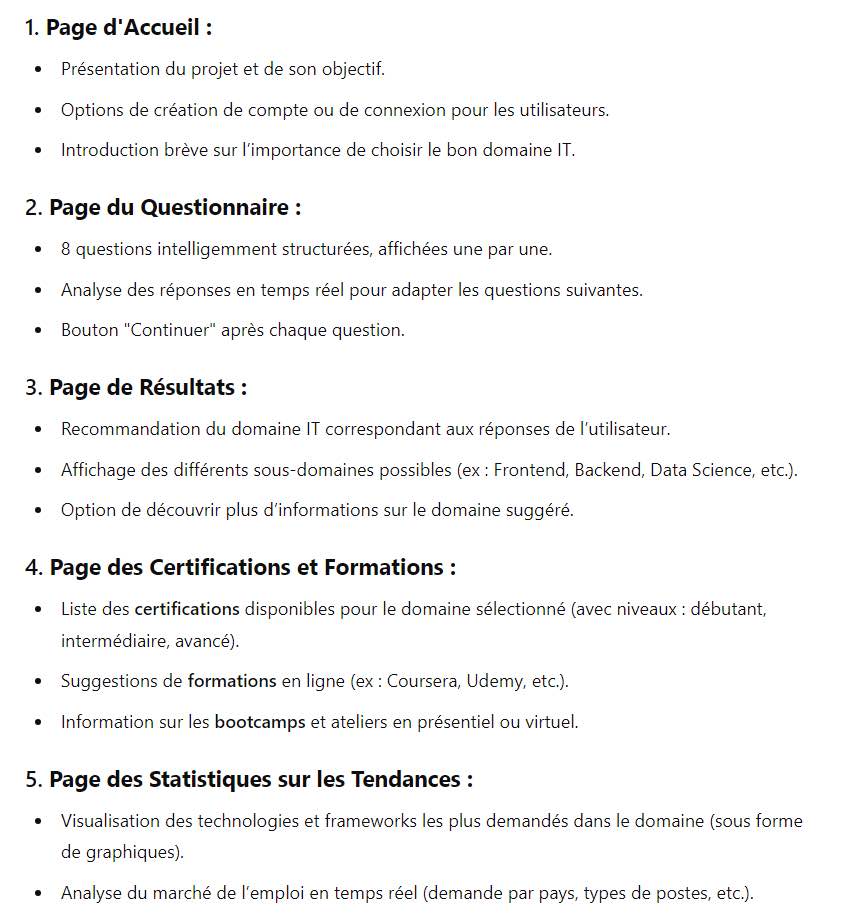 1. Page d'Accueil :
• Présentation du projet et de son objectif.
• Options de création de compte ou de connexion pour les utilisateurs.
• Introduction brève sur l’importance de choisir le bon domaine IT.
2. Page du Questionnaire :
• 8 questions intelligemment structurées, affichées une par une.
• Analyse des réponses en temps réel pour adapter les questions suivantes.
• Bouton "Continuer" après chaque question.
3. Page de Résultats :
• Recommandation du domaine IT correspondant aux réponses de l’utilisateur.
• Affichage des différents sous-domaines possibles (ex : Frontend, Backend, Data Science, etc.).
• Option de découvrir plus d’informations sur le domaine suggéré.
4. Page des Certifications et Formations :
• Liste des certifications disponibles pour le domaine sélectionné (avec niveaux : débutant,
intermédiaire, avancé).
• Suggestions de formations en ligne (ex : Coursera, Udemy, etc.).
• Information sur les bootcamps et ateliers en présentiel ou virtuel.
5. Page des Statistiques sur les Tendances :
• Visualisation des technologies et frameworks les plus demandés dans le domaine (sous forme
de graphiques).
• Analyse du marché de l’emploi en temps réel (demande par pays, types de postes, etc.).